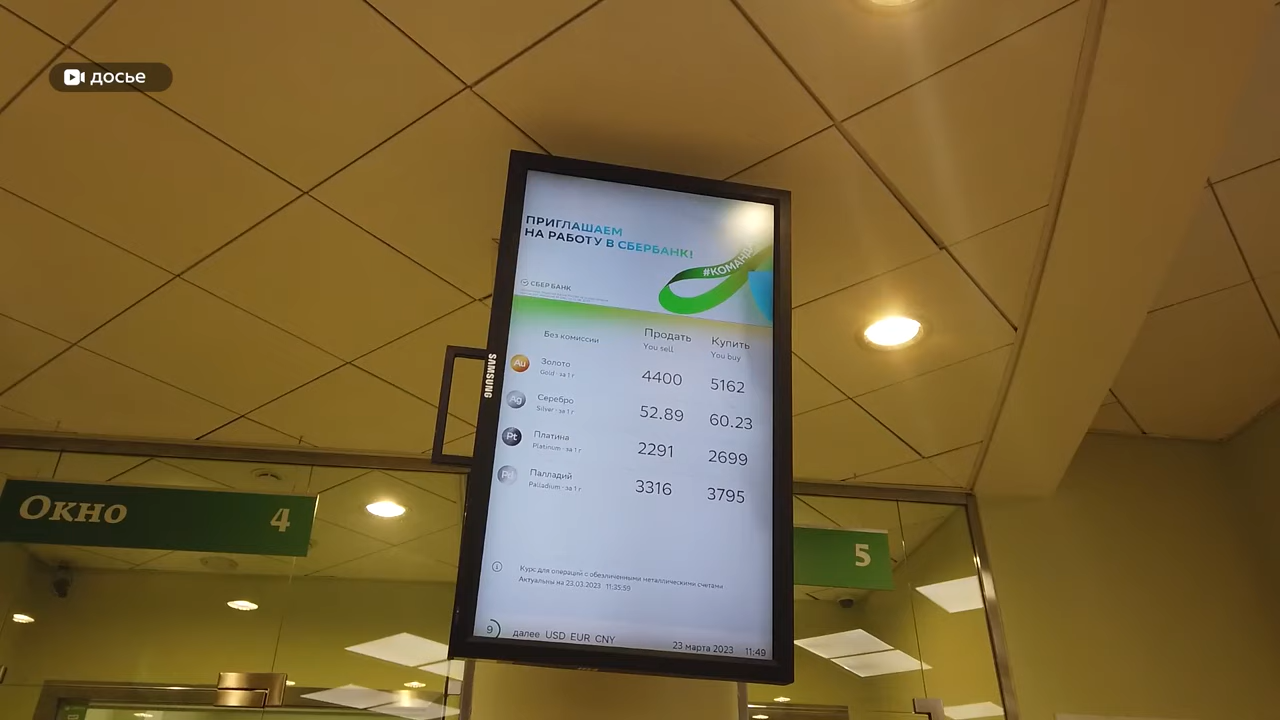 досье
ПРИГЛАШАЕМ
НА РАБОТУ В СБЕРБАНК!
#КОМАНД
СБЕР БАНК
Без комиссии
Продать
You sell
Купить
You buy
Au Золото 4400 5162
Gold · за 1 г
Ag Серебро 52.89 60.23
Silver · за 1 г
Pt Платина 2291 2699
Platinum · за 1 г
Pd Палладий 3316 3795
Palladium · за 1 г
SAMSUNG
Окно 4
5
Курс для операций с обезличенными металлическими счетами
Актуальны на 23.03.2023 11:35:59
9 далее USD EUR CNY
23 марта 2023 11:49